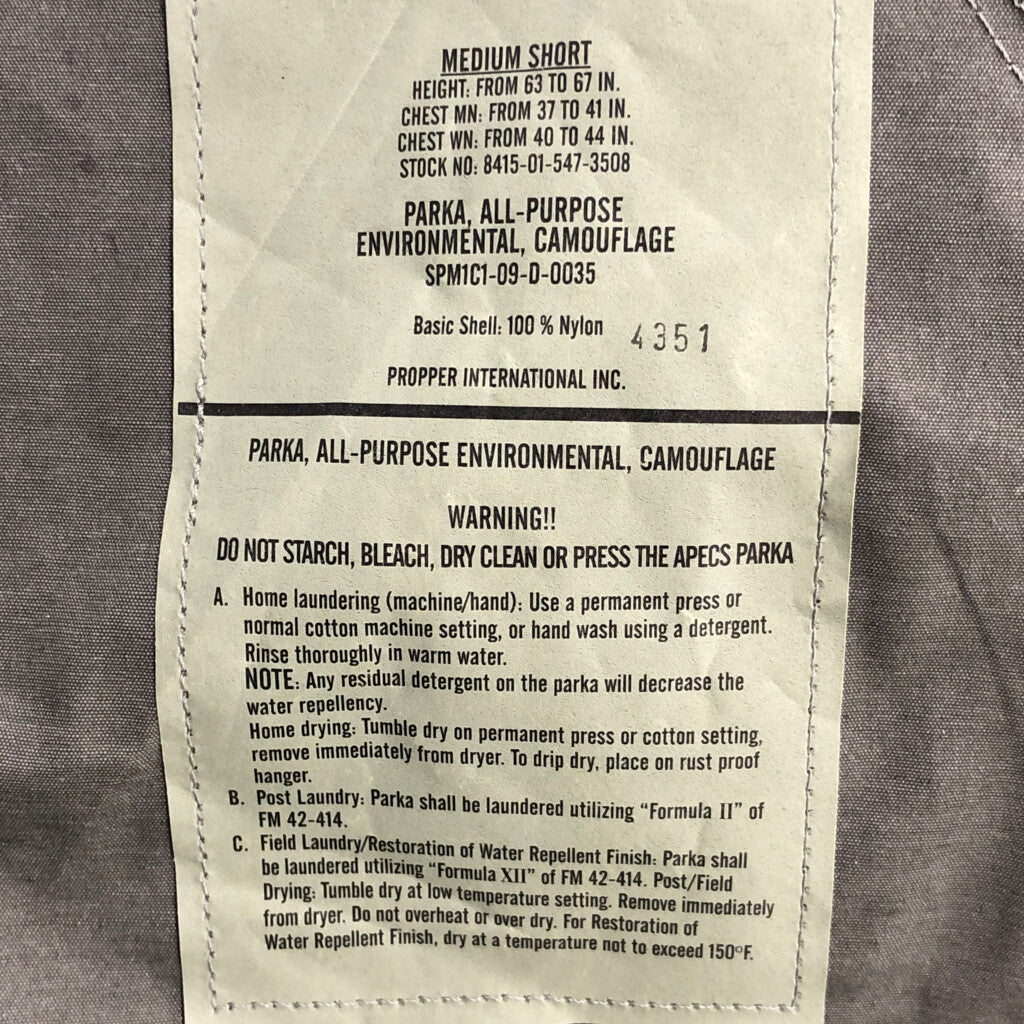 MEDIUM SHORT
HEIGHT: FROM 63 TO 67 IN.
CHEST MN: FROM 37 TO 41 IN.
CHEST WN: FROM 40 TO 44 IN.
STOCK NO: 8415-01-547-3508
PARKA, ALL-PURPOSE
ENVIRONMENTAL, CAMOUFLAGE
SPM1C1-09-D-0035
Basic Shell: 100 % Nylon 4351
PROPPER INTERNATIONAL INC.
PARKA, ALL-PURPOSE ENVIRONMENTAL, CAMOUFLAGE
WARNING!!
DO NOT STARCH, BLEACH, DRY CLEAN OR PRESS THE APECS PARKA
A. Home laundering (machine/hand): Use a permanent press or
normal cotton machine setting, or hand wash using a detergent.
Rinse thoroughly in warm water.
NOTE: Any residual detergent on the parka will decrease the
water repellency.
Home drying: Tumble dry on permanent press or cotton setting,
remove immediately from dryer. To drip dry, place on rust proof
hanger.
B. Post Laundry: Parka shall be laundered utilizing "Formula II" of
FM 42-414.
C. Field Laundry/Restoration of Water Repellent Finish: Parka shall
be laundered utilizing "Formula XII" of FM 42-414. Post/Field
Drying: Tumble dry at low temperature setting. Remove immediately
from dryer. Do not overheat or over dry. For Restoration of
Water Repellent Finish, dry at a temperature not to exceed 150°F.